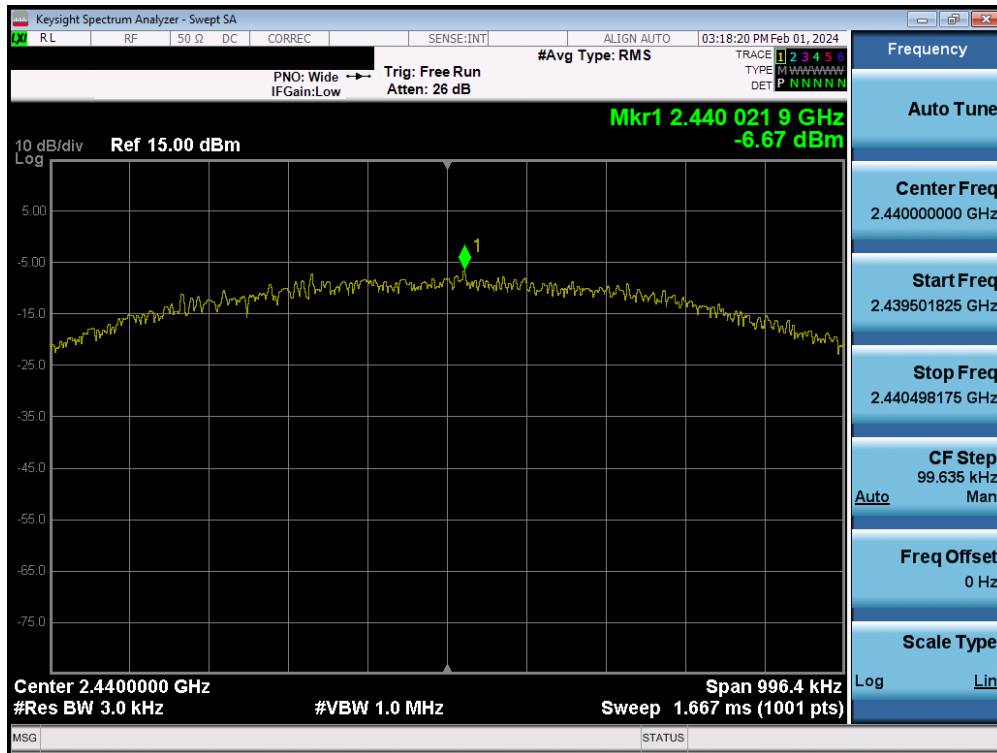 Keysight Spectrum Analyzer - Swept SA
LXI RL RF 50 Ω DC CORREC SENSE:INT ALIGN AUTO 03:18:20 PM Feb 01, 2024
PNO: Wide Trig: Free Run #Avg Type: RMS TRACE 1 2 3 4 5 6
IFGain:Low Atten: 26 dB TYPE M WWWWW
DET P N N N N N
Mkr1 2.440 021 9 GHz
-6.67 dBm
10 dB/div Ref 15.00 dBm
Log
5.00
-5.00
-15.0
-25.0
-35.0
-45.0
-55.0
-65.0
-75.0
1
Center 2.4400000 GHz Span 996.4 kHz
#Res BW 3.0 kHz #VBW 1.0 MHz Sweep 1.667 ms (1001 pts)
MSG STATUS
Frequency
Auto Tune
Center Freq
2.440000000 GHz
Start Freq
2.439501825 GHz
Stop Freq
2.440498175 GHz
CF Step
99.635 kHz
Auto Man
Freq Offset
0 Hz
Scale Type
Log Lin